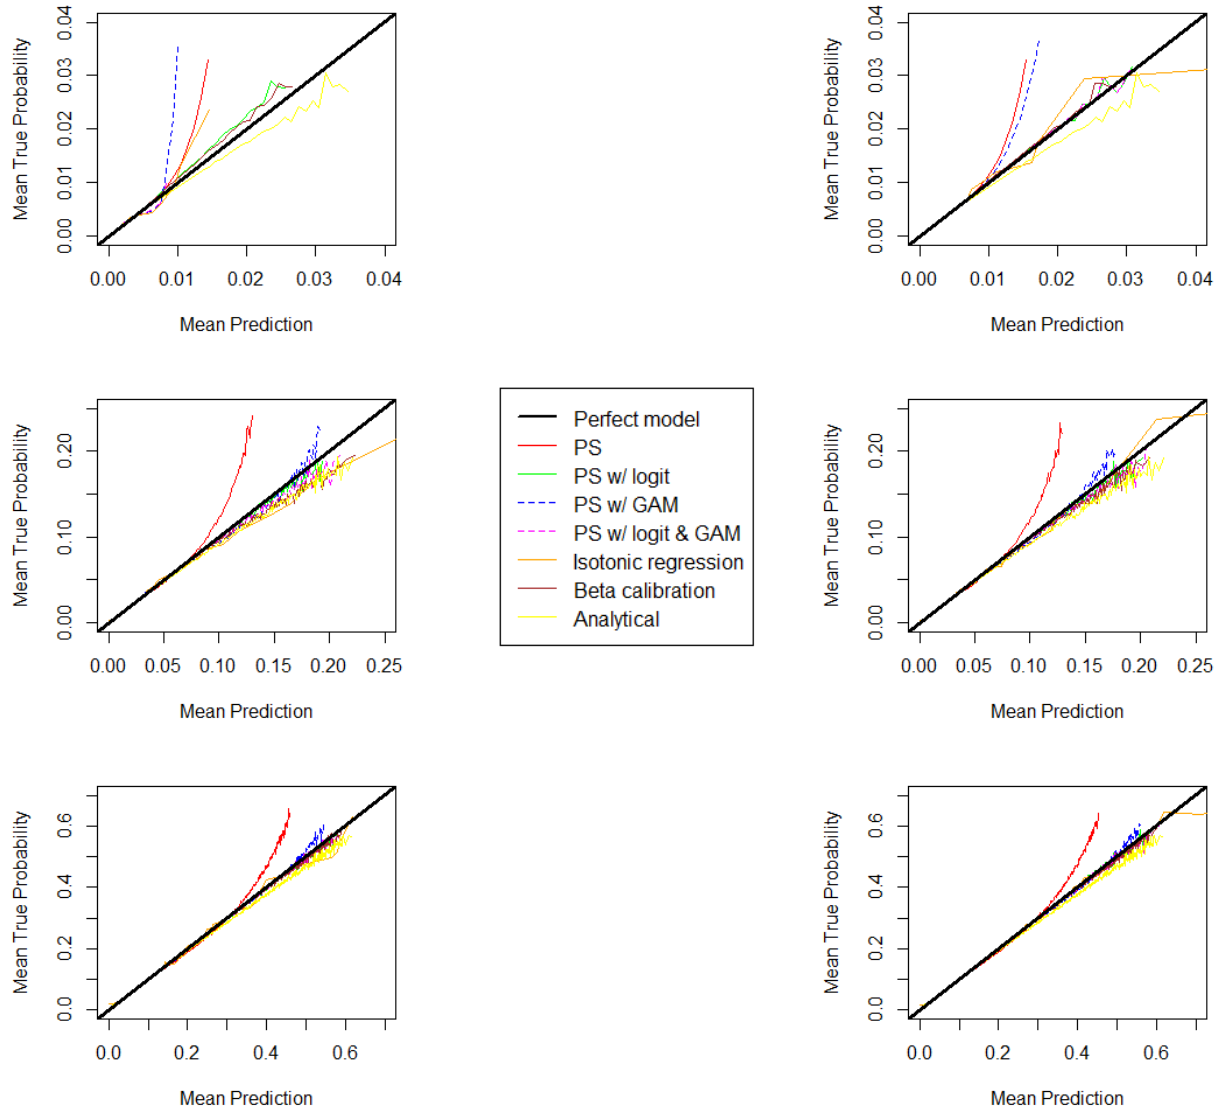 Mean True Probability
0.04
0.03
0.02
0.01
0.00
0.00 0.01 0.02 0.03 0.04
Mean Prediction
Mean True Probability
0.04
0.03
0.02
0.01
0.00
0.00 0.01 0.02 0.03 0.04
Mean Prediction
Mean True Probability
0.20
0.10
0.00
0.00 0.05 0.10 0.15 0.20 0.25
Mean Prediction
Perfect model
PS
PS w/ logit
PS w/ GAM
PS w/ logit & GAM
Isotonic regression
Beta calibration
Analytical
Mean True Probability
0.20
0.10
0.00
0.00 0.05 0.10 0.15 0.20 0.25
Mean Prediction
Mean True Probability
0.6
0.4
0.2
0.0
0.0 0.2 0.4 0.6
Mean Prediction
Mean True Probability
0.6
0.4
0.2
0.0
0.0 0.2 0.4 0.6
Mean Prediction